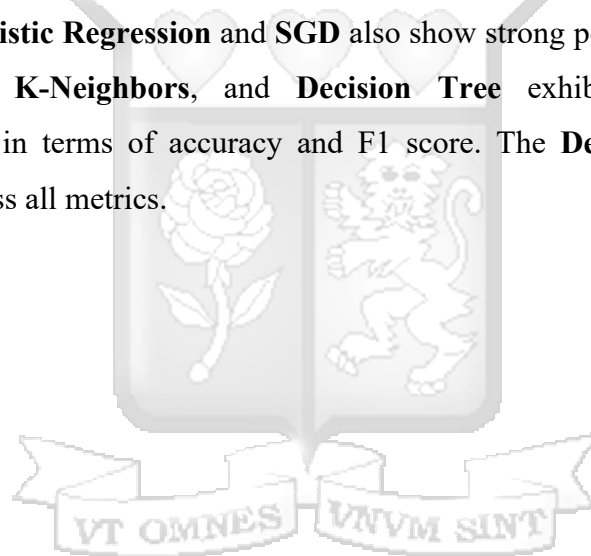 istic Regression and SGD also show strong p
K-Neighbors, and Decision Tree exhib
in terms of accuracy and F1 score. The De
ss all metrics.
VT OMNES VNVM SINT